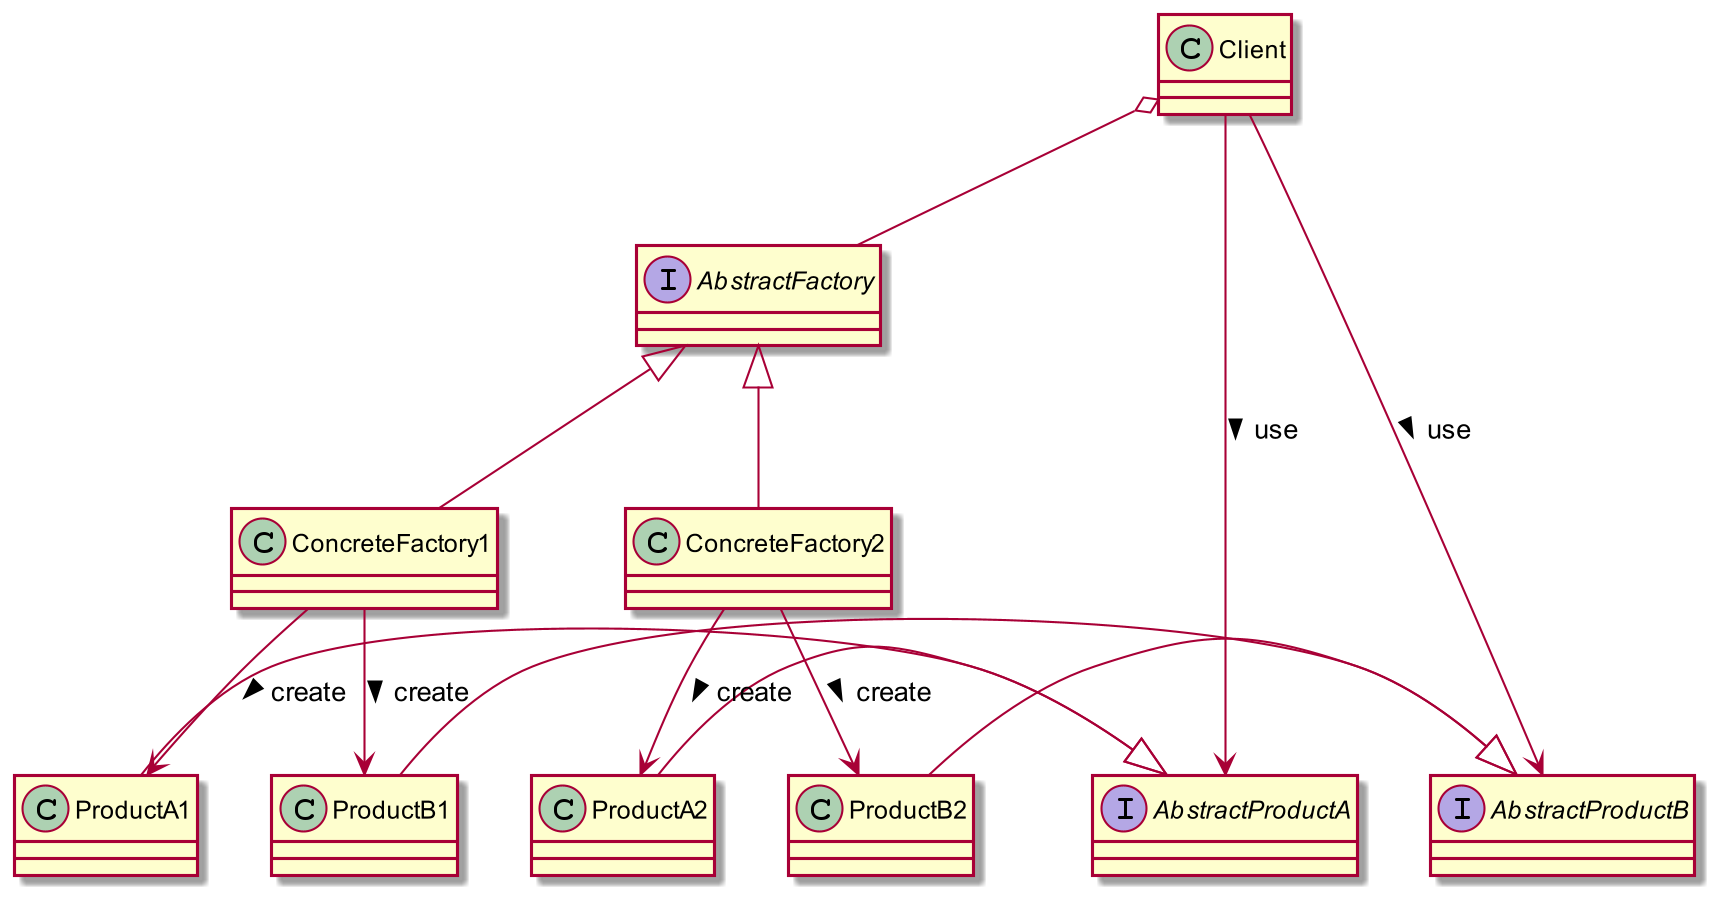 C Client
I AbstractFactory
use
use
C ConcreteFactory1
C ConcreteFactory2
create
create
create
create
C ProductA1
C ProductB1
C ProductA2
C ProductB2
I AbstractProductA
I AbstractProductB